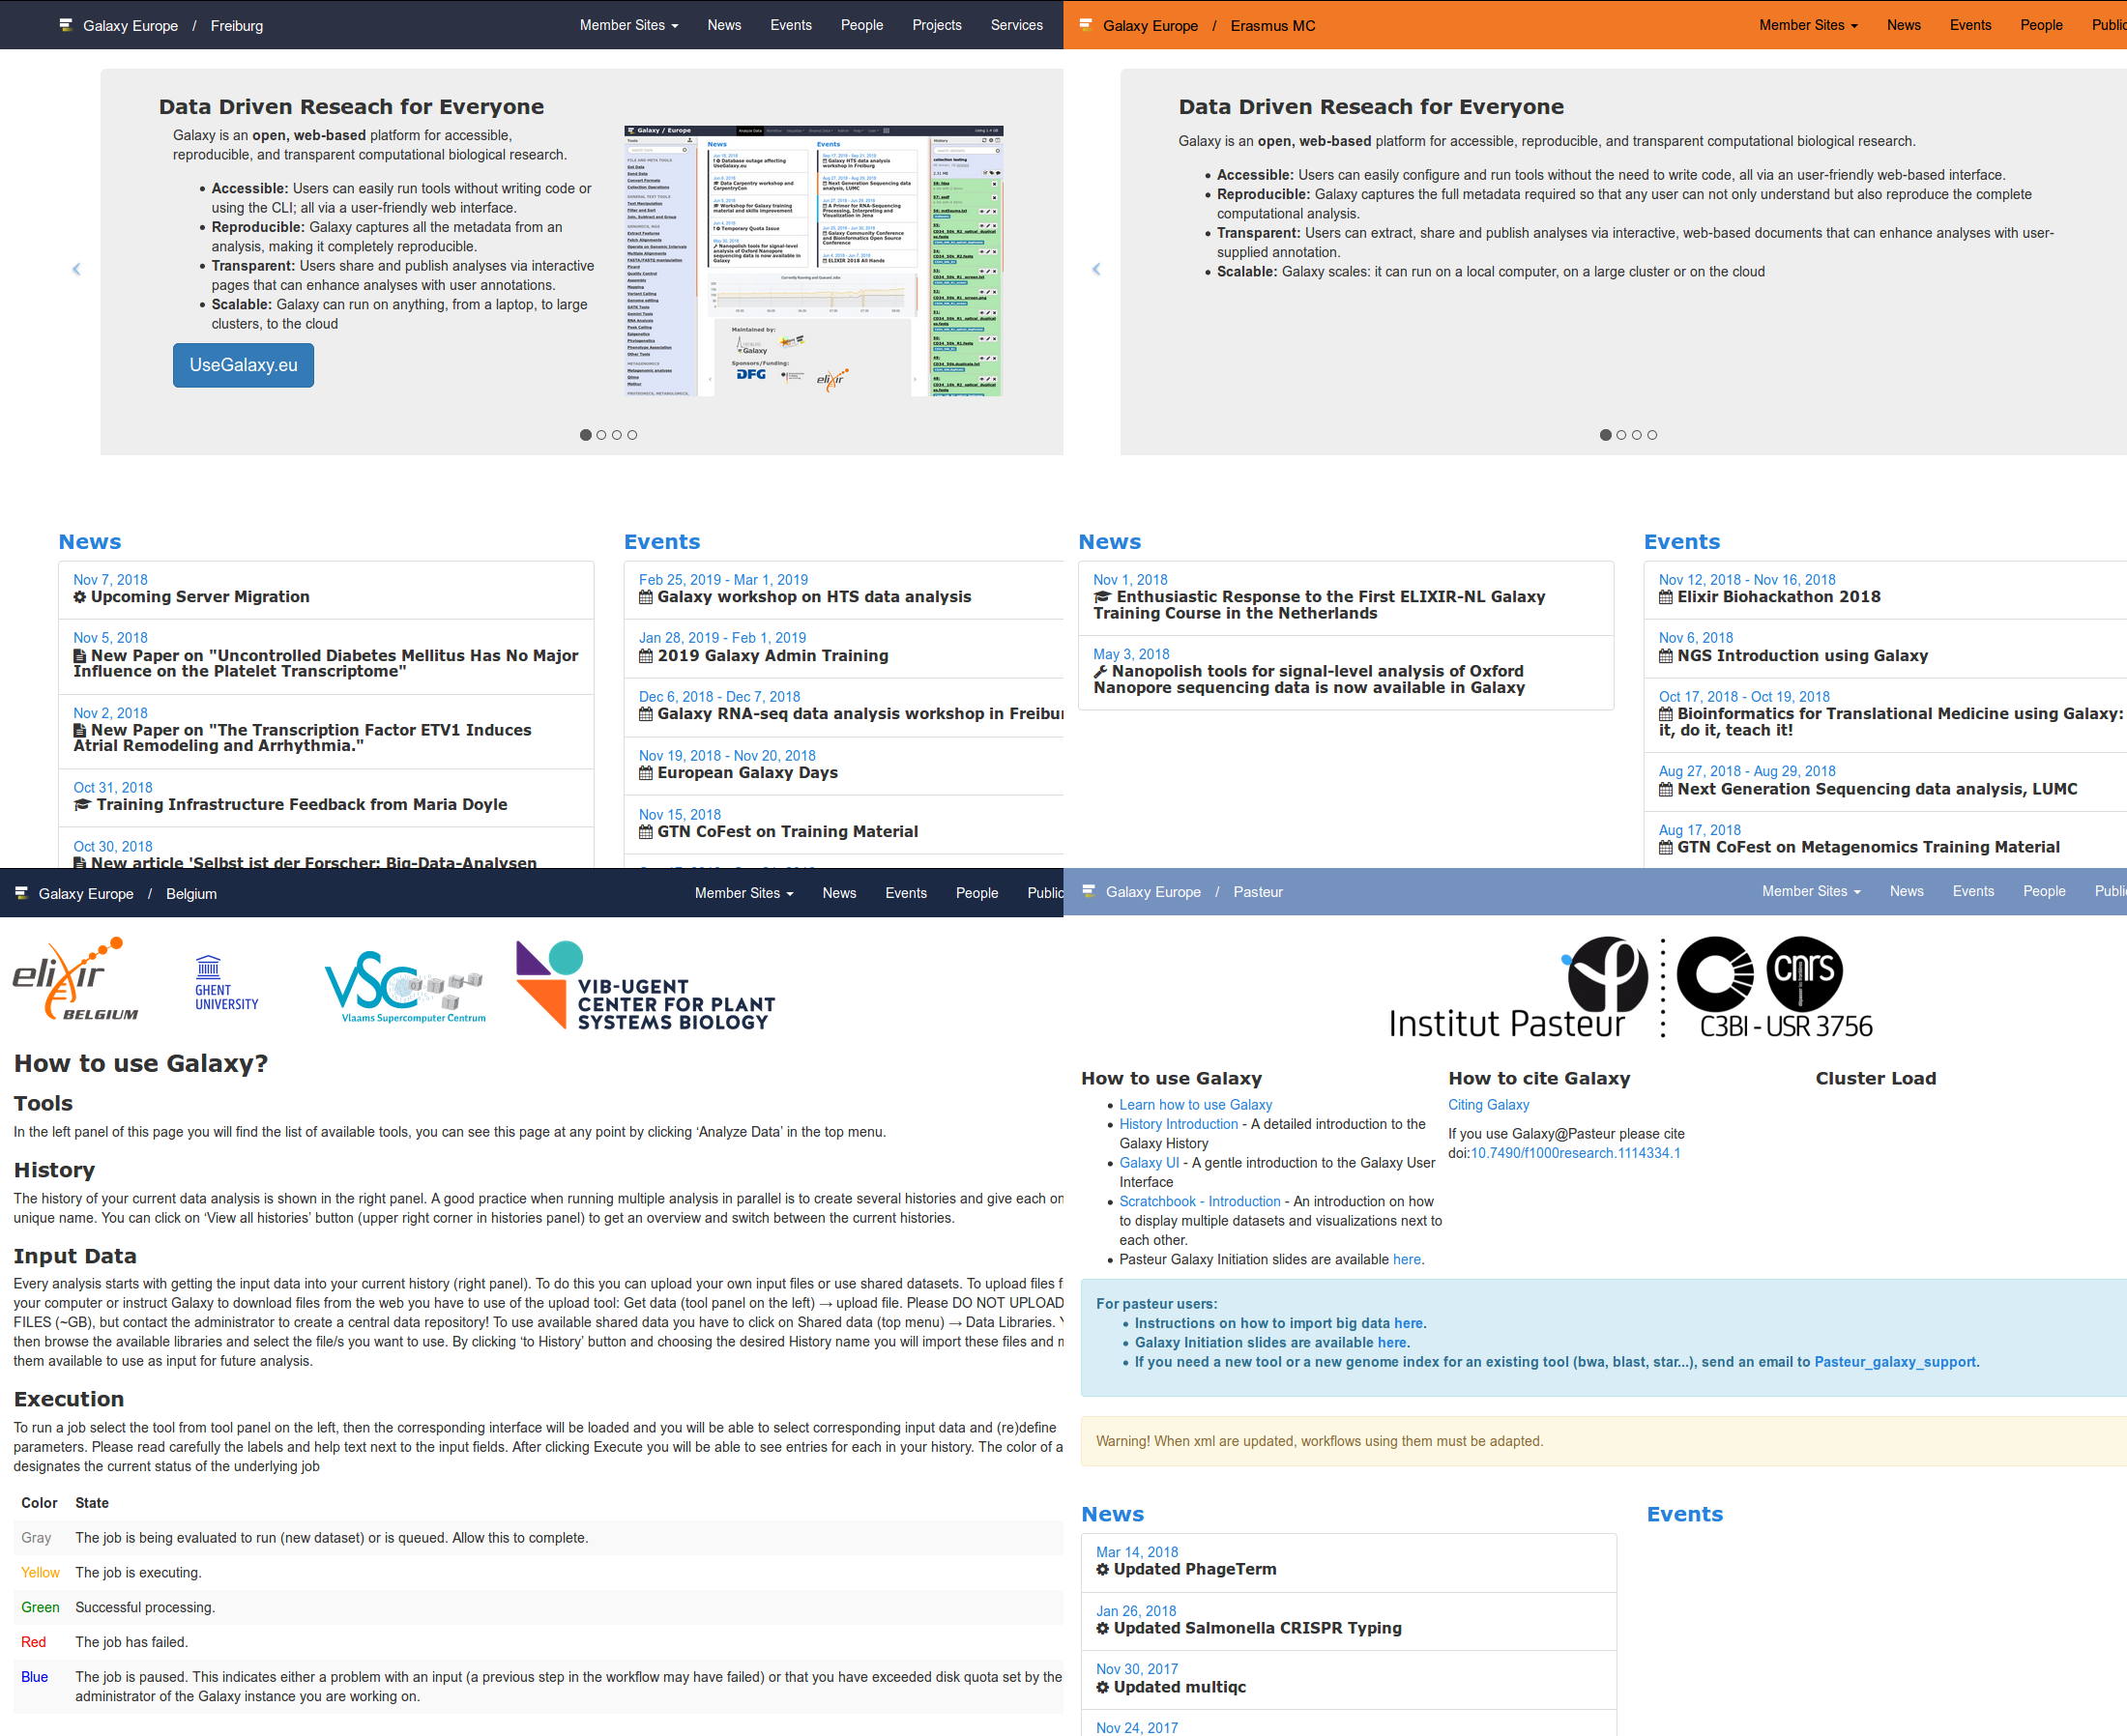 Galaxy Europe / Freiburg
Member Sites News Events People Projects Services
Data Driven Reseach for Everyone
Galaxy is an open, web-based platform for accessible,
reproducible, and transparent computational biological research.
Accessible: Users can easily run tools without writing code or
using the CLI; all via a user-friendly web interface.
Reproducible: Galaxy captures all the metadata from an
analysis, making it completely reproducible.
Transparent: Users share and publish analyses via interactive
pages that can enhance analyses with user annotations.
Scalable: Galaxy can run on anything, from a laptop, to large
clusters, to the cloud
UseGalaxy.eu
Galaxy / Europe
News
Events
Maintained by:
Galaxy
Sponsors/Funding:
DFG
elixir
News
Nov 7, 2018
Upcoming Server Migration
Nov 5, 2018
New Paper on "Uncontrolled Diabetes Mellitus Has No Major
Influence on the Platelet Transcriptome"
Nov 2, 2018
New Paper on "The Transcription Factor ETV1 Induces
Atrial Remodeling and Arrhythmia."
Oct 31, 2018
Training Infrastructure Feedback from Maria Doyle
Oct 30, 2018
New article 'Selbst ist der Forscher: Big-Data-Analysen
Events
Feb 25, 2019 - Mar 1, 2019
Galaxy workshop on HTS data analysis
Jan 28, 2019 - Feb 1, 2019
2019 Galaxy Admin Training
Dec 6, 2018 - Dec 7, 2018
Galaxy RNA-seq data analysis workshop in Freibur
Nov 19, 2018 - Nov 20, 2018
European Galaxy Days
Nov 15, 2018
GTN CoFest on Training Material
Galaxy Europe / Erasmus MC
Member Sites News Events People Public
Data Driven Reseach for Everyone
Galaxy is an open, web-based platform for accessible, reproducible, and transparent computational biological research.
Accessible: Users can easily configure and run tools without the need to write code, all via an user-friendly web-based interface.
Reproducible: Galaxy captures the full metadata required so that any user can not only understand but also reproduce the complete
computational analysis.
Transparent: Users can extract, share and publish analyses via interactive, web-based documents that can enhance analyses with user-
supplied annotation.
Scalable: Galaxy scales: it can run on a local computer, on a large cluster or on the cloud
News
Nov 1, 2018
Enthusiastic Response to the First ELIXIR-NL Galaxy
Training Course in the Netherlands
May 3, 2018
Nanopolish tools for signal-level analysis of Oxford
Nanopore sequencing data is now available in Galaxy
Events
Nov 12, 2018 - Nov 16, 2018
Elixir Biohackathon 2018
Nov 6, 2018
NGS Introduction using Galaxy
Oct 17, 2018 - Oct 19, 2018
Bioinformatics for Translational Medicine using Galaxy:
it, do it, teach it!
Aug 27, 2018 - Aug 29, 2018
Next Generation Sequencing data analysis, LUMC
Aug 17, 2018
GTN CoFest on Metagenomics Training Material
Galaxy Europe / Belgium
Member Sites News Events People Public
elixir
BELGIUM
GHENT
UNIVERSITY
VSC
Vlaams Supercomputer Centrum
VIB-UGENT
CENTER FOR PLANT
SYSTEMS BIOLOGY
How to use Galaxy?
Tools
In the left panel of this page you will find the list of available tools, you can see this page at any point by clicking ‘Analyze Data’ in the top menu.
History
The history of your current data analysis is shown in the right panel. A good practice when running multiple analysis in parallel is to create several histories and give each on
unique name. You can click on ‘View all histories’ button (upper right corner in histories panel) to get an overview and switch between the current histories.
Input Data
Every analysis starts with getting the input data into your current history (right panel). To do this you can upload your own input files or use shared datasets. To upload files f
your computer or instruct Galaxy to download files from the web you have to use of the upload tool: Get data (tool panel on the left) → upload file. Please DO NOT UPLOAD
FILES (~GB), but contact the administrator to create a central data repository! To use available shared data you have to click on Shared data (top menu) → Data Libraries. Y
then browse the available libraries and select the file/s you want to use. By clicking ‘to History’ button and choosing the desired History name you will import these files and m
them available to use as input for future analysis.
Execution
To run a job select the tool from tool panel on the left, then the corresponding interface will be loaded and you will be able to select corresponding input data and (re)define
parameters. Please read carefully the labels and help text next to the input fields. After clicking Execute you will be able to see entries for each in your history. The color of a
designates the current status of the underlying job
Color State
Gray The job is being evaluated to run (new dataset) or is queued. Allow this to complete.
Yellow The job is executing.
Green Successful processing.
Red The job has failed.
Blue The job is paused. This indicates either a problem with an input (a previous step in the workflow may have failed) or that you have exceeded disk quota set by the
administrator of the Galaxy instance you are working on.
Galaxy Europe / Pasteur
Member Sites News Events People Public
Institut Pasteur
cnrs
C3BI - USR 3756
How to use Galaxy
Learn how to use Galaxy
History Introduction - A detailed introduction to the
Galaxy History
Galaxy UI - A gentle introduction to the Galaxy User
Interface
Scratchbook - Introduction - An introduction on how
to display multiple datasets and visualizations next to
each other.
Pasteur Galaxy Initiation slides are available here.
How to cite Galaxy
Citing Galaxy
If you use Galaxy@Pasteur please cite
doi:10.7490/f1000research.1114334.1
Cluster Load
For pasteur users:
Instructions on how to import big data here.
Galaxy Initiation slides are available here.
If you need a new tool or a new genome index for an existing tool (bwa, blast, star...), send an email to Pasteur_galaxy_support.
Warning! When xml are updated, workflows using them must be adapted.
News
Mar 14, 2018
Updated PhageTerm
Jan 26, 2018
Updated Salmonella CRISPR Typing
Nov 30, 2017
Updated multiqc
Nov 24, 2017
Events